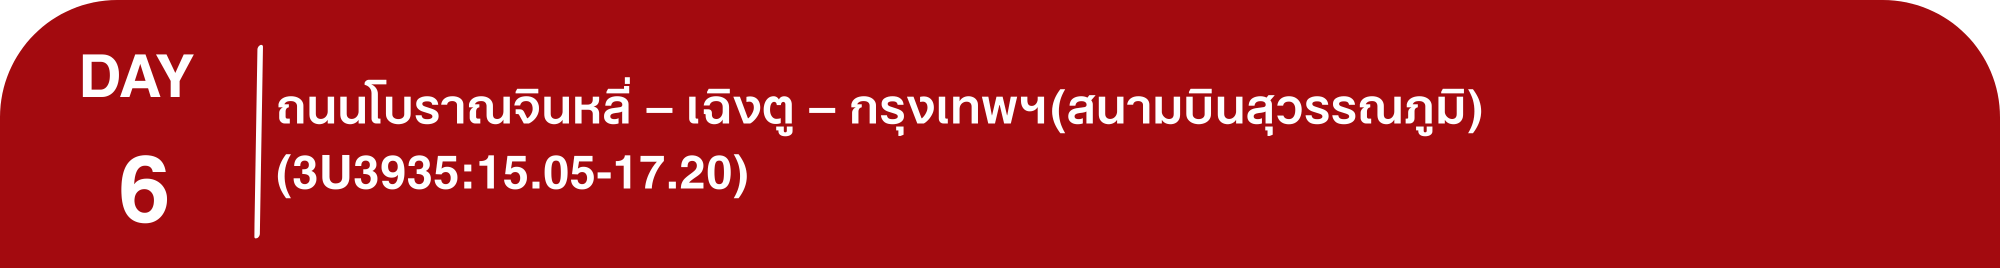 DAY
6
ถนนโบราณจินหลี่ – เฉิงตู – กรุงเทพฯ(สนามบินสุวรรณภูมิ)
(3U3935:15.05-17.20)